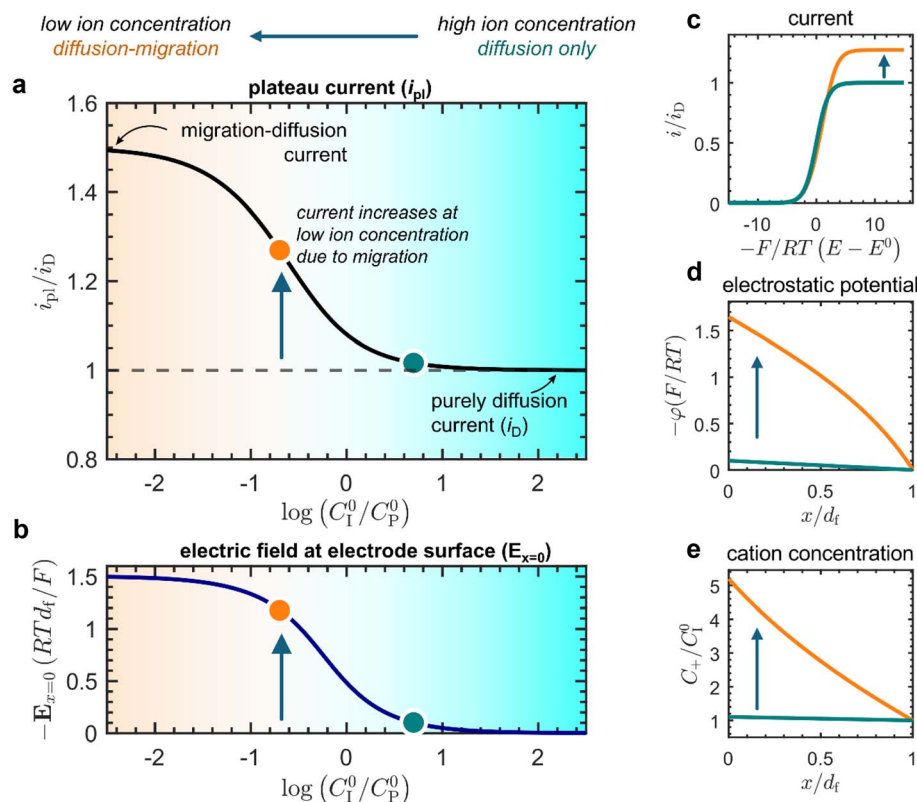 low ion concentration
diffusion-migration
high ion concentration
diffusion only
a
plateau current (i_pl)
1.6
1.4
1.2
1
0.8
i_pl/i_D
migration-diffusion
current
current increases at
low ion concentration
due to migration
purely diffusion
current (i_D)
-2 -1 0 1 2
log (C_I^0/C_P^0)
b
electric field at electrode surface (E_x=0)
1.5
1.0
0.5
0
−E_x=0 (RTd_f/F)
-2 -1 0 1 2
log (C_I^0/C_P^0)
c
current
1
0.5
0
i/i_D
-10 0 10
−F/RT (E − E^0)
d
electrostatic potential
1.5
1
0.5
0
−φ(F/RT)
0 0.5 1
x/d_f
e
cation concentration
5
4
3
2
1
C_+/C_I^0
0 0.5 1
x/d_f